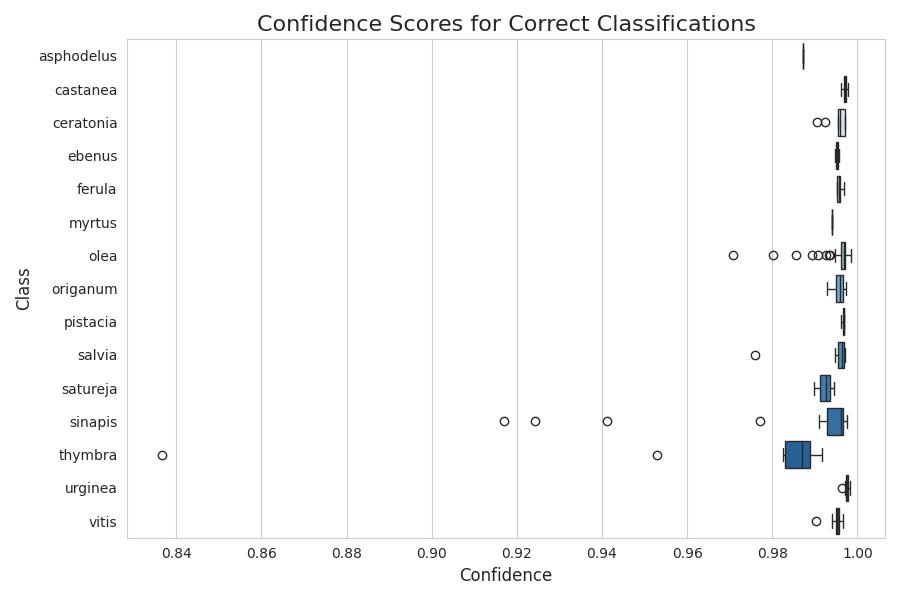 Confidence Scores for Correct Classifications
asphodelus
castanea
ceratonia
ebenus
ferula
myrtus
olea
origanum
pistacia
salvia
satureja
sinapis
thymbra
urginea
vitis
Class
0.84 0.86 0.88 0.90 0.92 0.94 0.96 0.98 1.00
Confidence